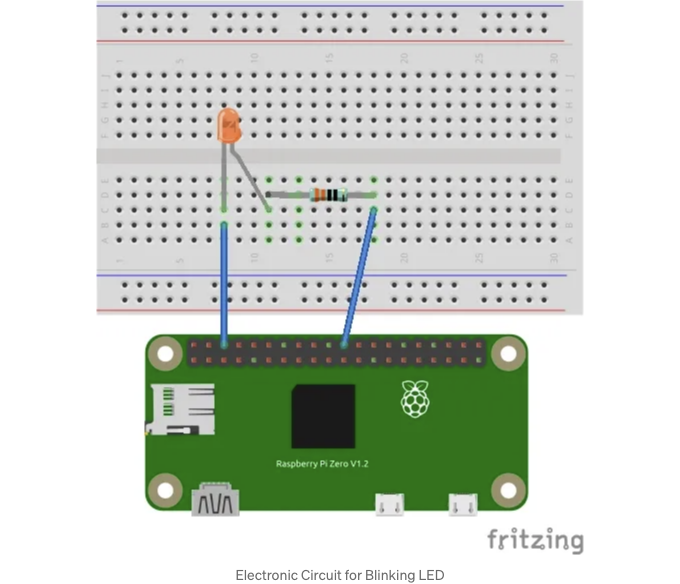 1 5 10 15 20 25 30
J J
I I
H H
G G
F F
E E
D D
C C
B B
A A
1 5 10 15 20 25 30
Raspberry Pi Zero V1.2
fritzing
Electronic Circuit for Blinking LED